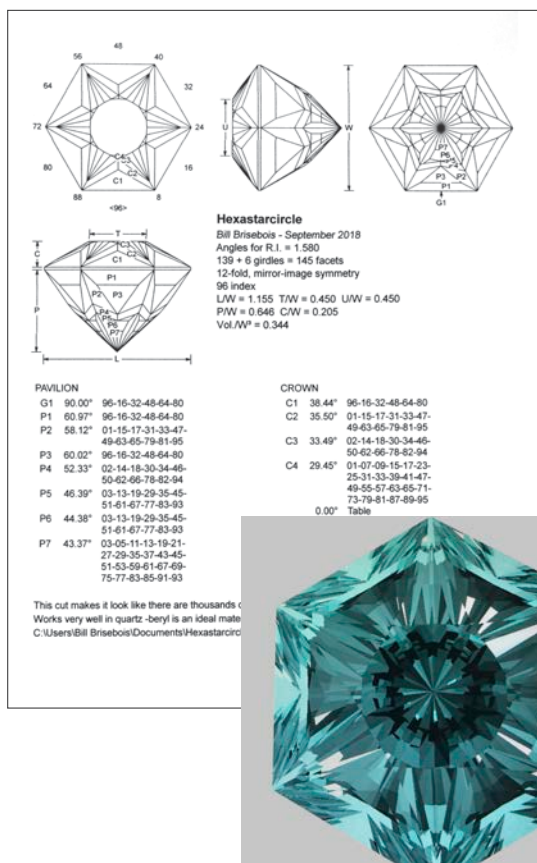 48
56
40
64
32
72
24
80
16
88
8
<96>
C4
C3
C2
C1
U
W
P7
P6
P5
P4
P3
P2
P1
G1
T
C
C3
C2
C1
P1
P2
P3
P4
P5
P6
P7
P
L
Hexastarcircle
Bill Brisebois - September 2018
Angles for R.I. = 1.580
139 + 6 girdles = 145 facets
12-fold, mirror-image symmetry
96 index
L/W = 1.155 T/W = 0.450 U/W = 0.450
P/W = 0.646 C/W = 0.205
Vol./W³ = 0.344
PAVILION
G1 90.00° 96-16-32-48-64-80
P1 60.97° 96-16-32-48-64-80
P2 58.12° 01-15-17-31-33-47-
49-63-65-79-81-95
P3 60.02° 96-16-32-48-64-80
P4 52.33° 02-14-18-30-34-46-
50-62-66-78-82-94
P5 46.39° 03-13-19-29-35-45-
51-61-67-77-83-93
P6 44.38° 03-13-19-29-35-45-
51-61-67-77-83-93
P7 43.37° 03-05-11-13-19-21-
27-29-35-37-43-45-
51-53-59-61-67-69-
75-77-83-85-91-93
CROWN
C1 38.44° 96-16-32-48-64-80
C2 35.50° 01-15-17-31-33-47-
49-63-65-79-81-95
C3 33.49° 02-14-18-30-34-46-
50-62-66-78-82-94
C4 29.45° 01-07-09-15-17-23-
25-31-33-39-41-47-
49-55-57-63-65-71-
73-79-81-87-89-95
0.00° Table
This cut makes it look like there are thousands
Works very well in quartz -beryl is an ideal
C:\Users\Bill Brisebois\Documents\Hexastarcircl